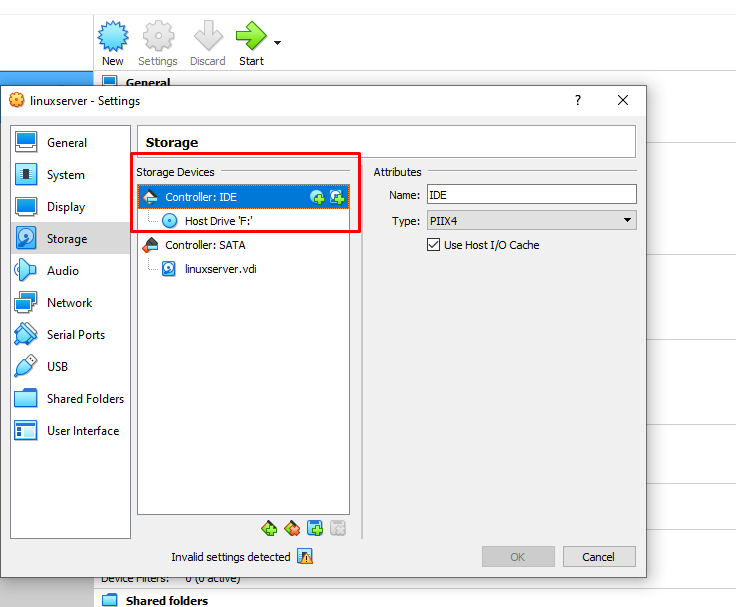 New
Settings
Discard
Start
General
linuxserver - Settings
?
General
System
Display
Storage
Audio
Network
Serial Ports
USB
Shared Folders
User Interface
Storage
Storage Devices
Controller: IDE
Host Drive 'F:'
Controller: SATA
linuxserver.vdi
Attributes
Name: IDE
Type: PIIX4
Use Host I/O Cache
Invalid settings detected
OK
Cancel
Device Filters: 0 (0 active)
Shared folders